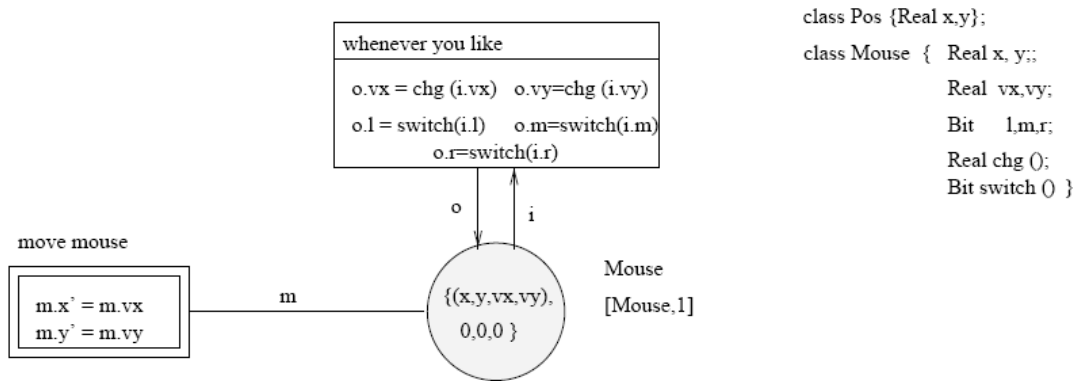 whenever you like
o.vx = chg (i.vx) o.vy=chg (i.vy)
o.l = switch(i.l) o.m=switch(i.m)
o.r=switch(i.r)
o
i
move mouse
m.x' = m.vx
m.y' = m.vy
m
{(x,y,vx,vy),
0,0,0 }
Mouse
[Mouse,1]
class Pos {Real x,y};
class Mouse { Real x, y;;
Real vx,vy;
Bit l,m,r;
Real chg ();
Bit switch () }